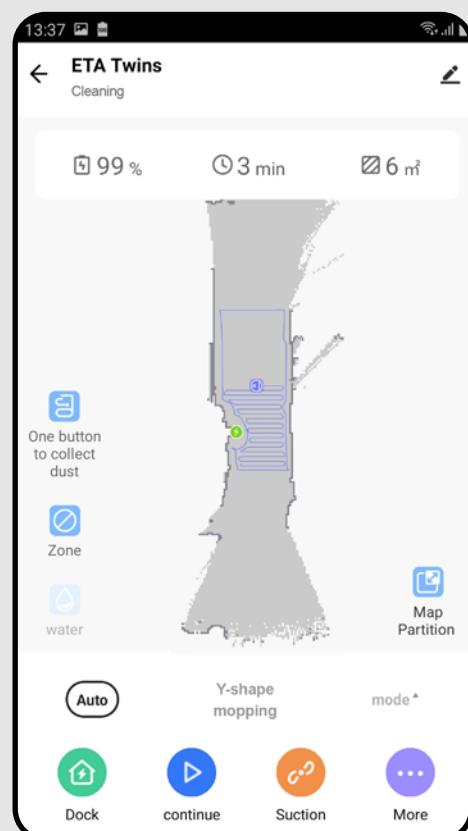 13:37
ETA Twins
Cleaning
99 %
3 min
6 ㎡
One button
to collect
dust
Zone
water
Map
Partition
Auto
Y-shape
mopping
mode
Dock
continue
Suction
More